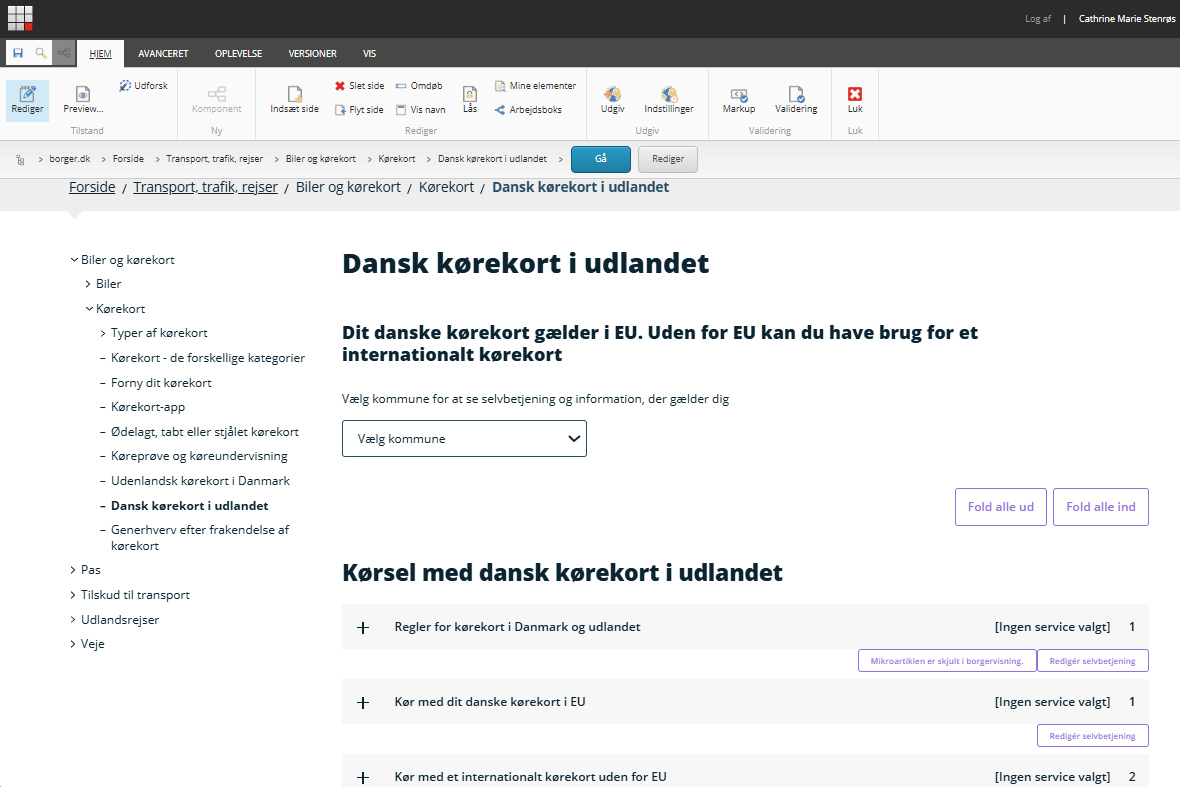 Log af | Cathrine Marie Stenrøs
HJEM AVANCERET OPLEVELSE VERSIONER VIS
Rediger Preview... Udforsk
Tilstand
Komponent
Ny
Indsæt side Slet side Omdøb Mine elementer
Flyt side Vis navn Lås Arbejdsboks
Rediger
Udgiv Indstillinger
Udgiv
Markup Validering
Validering
Luk
Luk
borger.dk Forside Transport, trafik, rejser Biler og kørekort Kørekort Dansk kørekort i udlandet Gå Rediger
Forside / Transport, trafik, rejser / Biler og kørekort / Kørekort / Dansk kørekort i udlandet
Biler og kørekort
Biler
Kørekort
Typer af kørekort
– Kørekort - de forskellige kategorier
– Forny dit kørekort
– Kørekort-app
– Ødelagt, tabt eller stjålet kørekort
– Køreprøve og køreundervisning
– Udenlandsk kørekort i Danmark
– Dansk kørekort i udlandet
– Generhverv efter frakendelse af
kørekort
Pas
Tilskud til transport
Udlandsrejser
Veje
Dansk kørekort i udlandet
Dit danske kørekort gælder i EU. Uden for EU kan du have brug for et
internationalt kørekort
Vælg kommune for at se selvbetjening og information, der gælder dig
Vælg kommune
Fold alle ud Fold alle ind
Kørsel med dansk kørekort i udlandet
Regler for kørekort i Danmark og udlandet [Ingen service valgt] 1
Mikroartiklen er skjult i borgervisning. Redigér selvbetjening
Kør med dit danske kørekort i EU [Ingen service valgt] 1
Redigér selvbetjening
Kør med et internationalt kørekort uden for EU [Ingen service valgt] 2